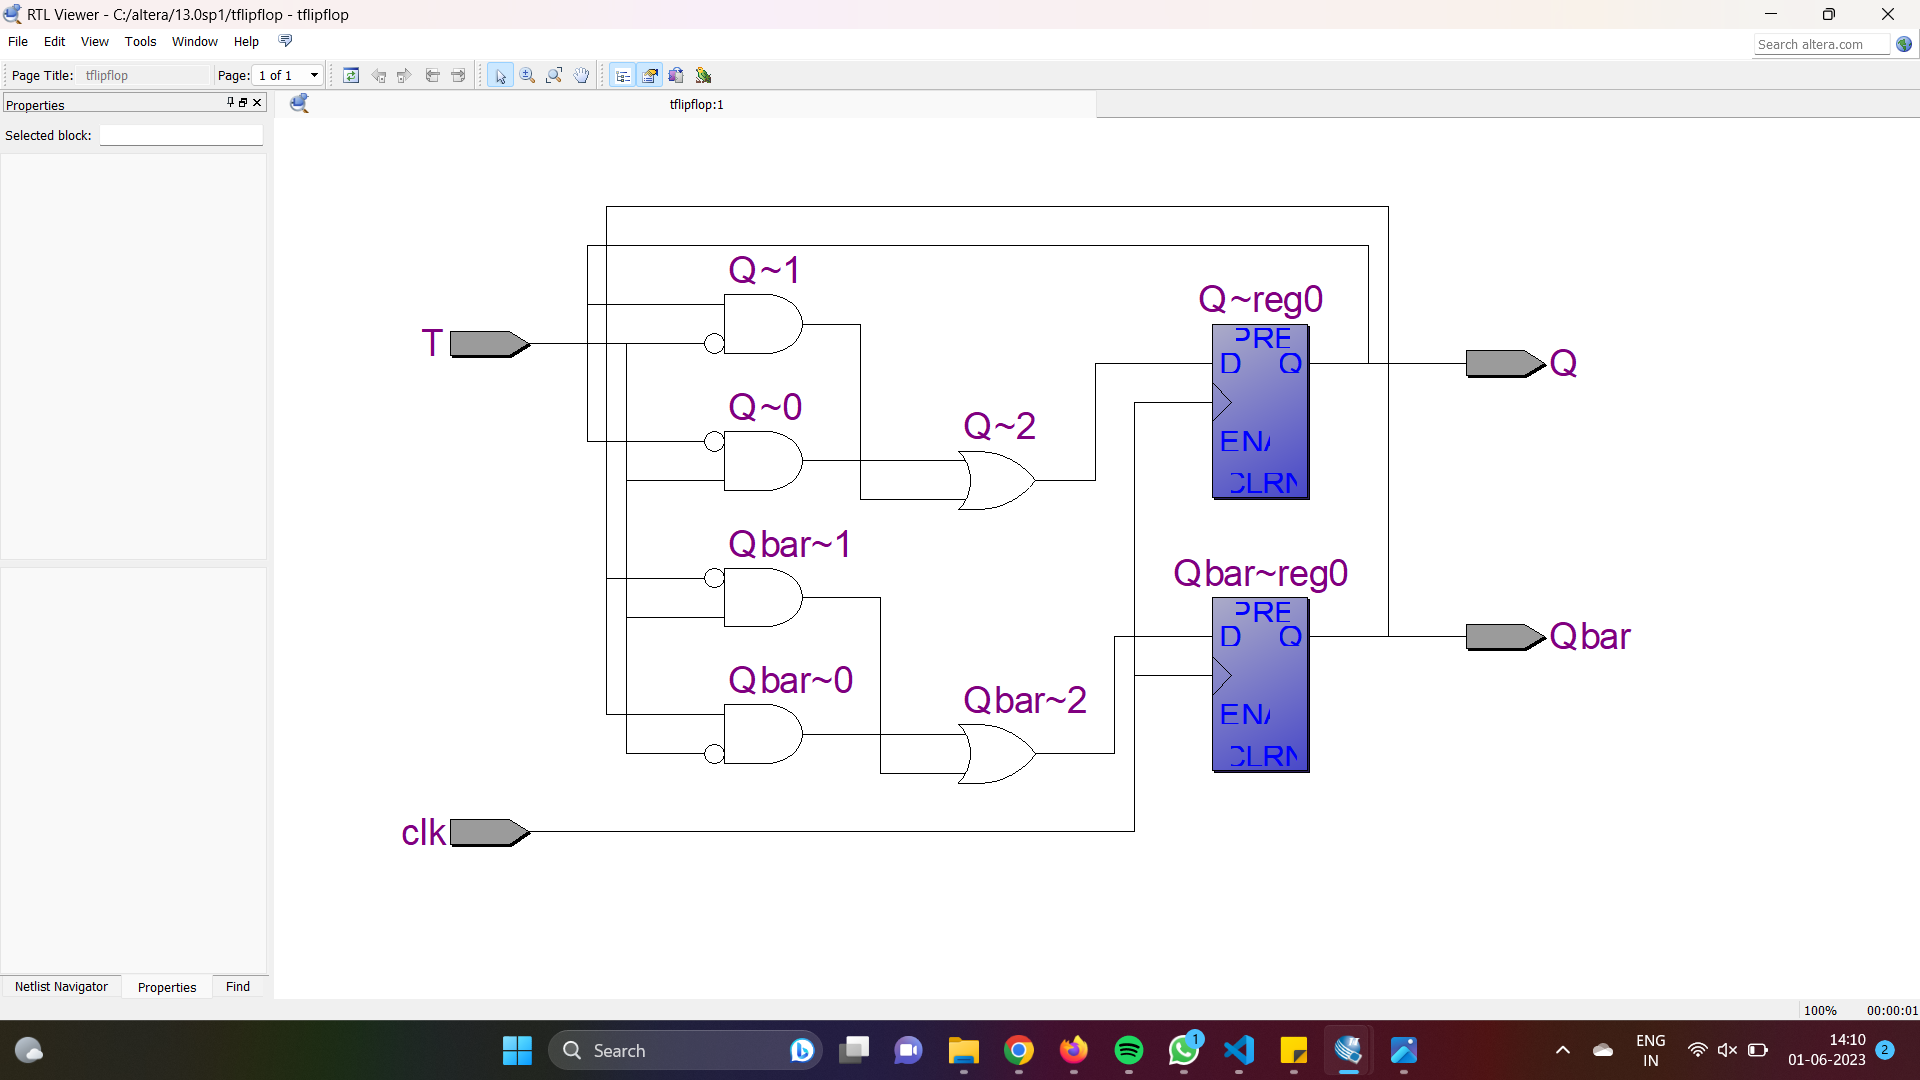 RTL Viewer - C:/altera/13.0sp1/tflipflop - tflipflop
File Edit View Tools Window Help
Search altera.com
Page Title: tflipflop Page: 1 of 1
Properties
tflipflop:1
Selected block:
Q~1
Q~reg0
PRE
T
D Q
Q
Q~0
Q~2
ENA
CLRN
Qbar~1
Qbar~reg0
PRE
D Q
Qbar
Qbar~0
Qbar~2
ENA
CLRN
clk
Netlist Navigator Properties Find
100% 00:00:01
Search
1
ENG
IN
14:10
01-06-2023
2